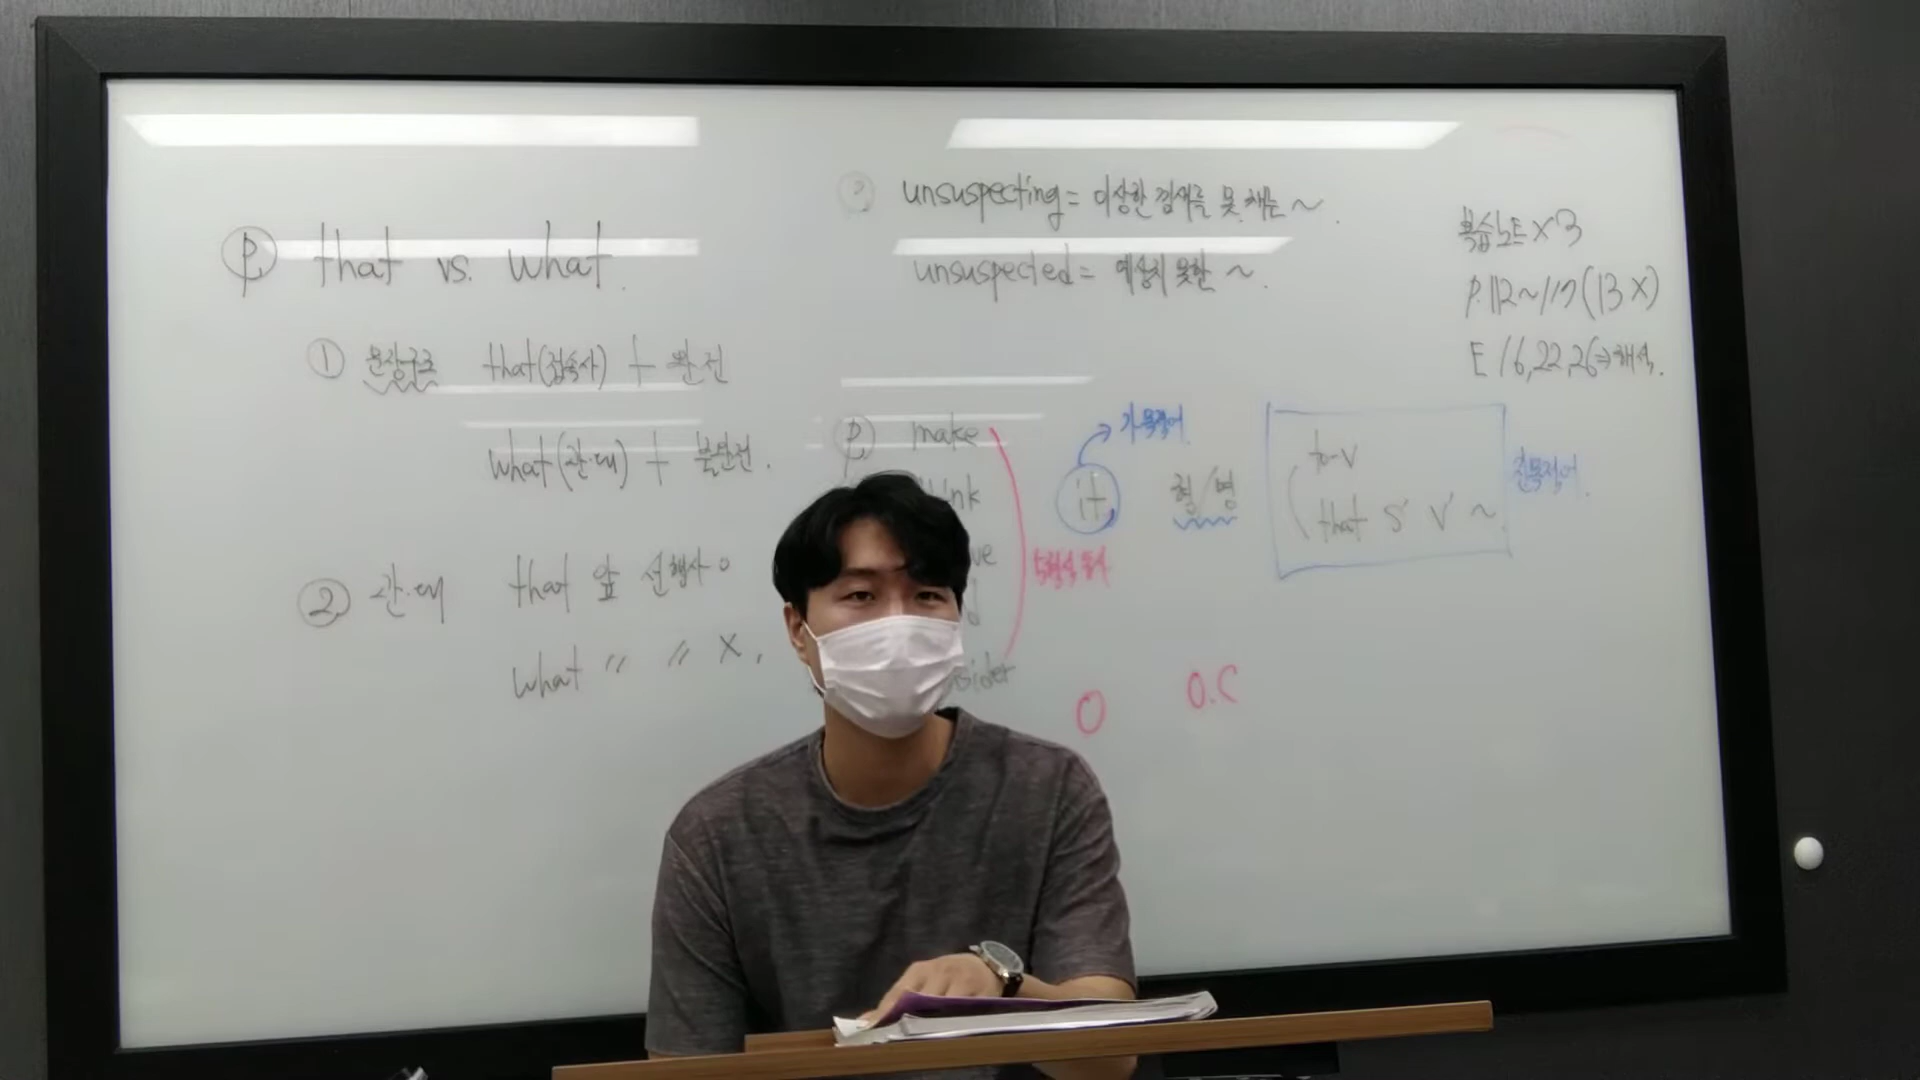 P. that vs. what.
① 문장구조 that(접속사) + 완전
what(관·대) + 불완전.
② 관·대 that 앞 선행사 O
what 〃 〃 X.
unsuspecting = 이상한 낌새를 못 채는 ~.
unsuspected = 예상치 못한 ~.
P. make
it
가목적어
형/명
to-V
that S' V' ~.
진목적어.
5형식 동사
O
O.C
복습노트 X 3
P.112~117 (13 X)
E 16, 22, 26 => 해석.